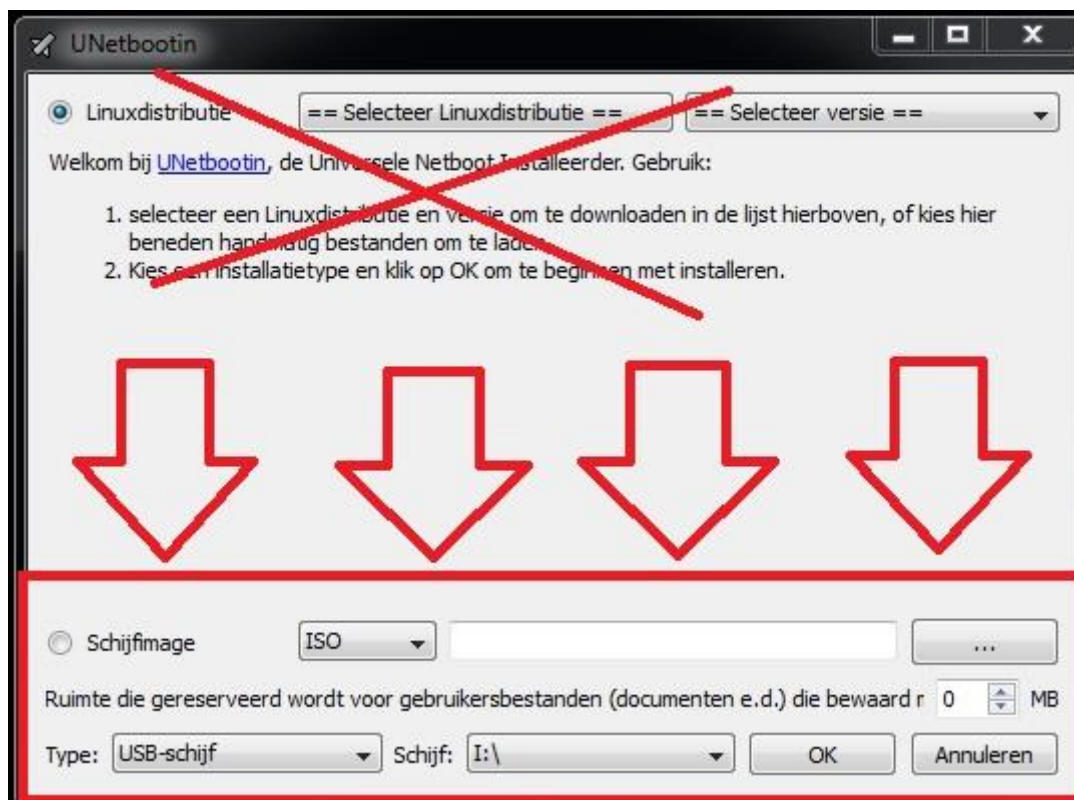 UNetbootin
Linuxdistributie == Selecteer Linuxdistributie == == Selecteer versie ==
Welkom bij UNetbootin, de Universele Netboot Installeerder. Gebruik:
1. selecteer een Linuxdistributie en versie om te downloaden in de lijst hierboven, of kies hier
beneden handmatig bestanden om te laden.
2. Kies een installatietype en klik op OK om te beginnen met installeren.
Schijfimage ISO ...
Ruimte die gereserveerd wordt voor gebruikersbestanden (documenten e.d.) die bewaard 0 MB
Type: USB-schijf Schijf: I:\ OK Annuleren